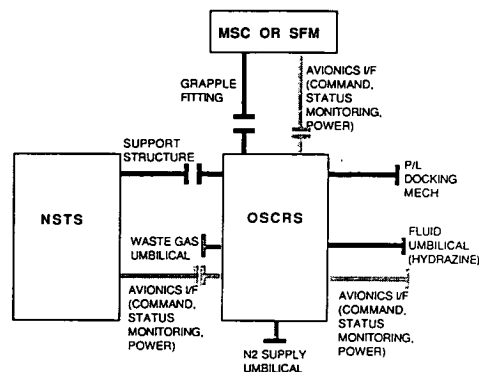 MSC OR SFM
GRAPPLE
FITTING
AVIONICS I/F
(COMMAND,
STATUS
MONITORING,
POWER)
SUPPORT
STRUCTURE
NSTS
OSCRS
P/L
DOCKING
MECH
WASTE GAS
UMBILICAL
FLUID
UMBILICAL
(HYDRAZINE)
AVIONICS I/F
(COMMAND,
STATUS
MONITORING,
POWER)
AVIONICS I/F
(COMMAND,
STATUS
MONITORING,
POWER)
N2 SUPPLY
UMBILICAL